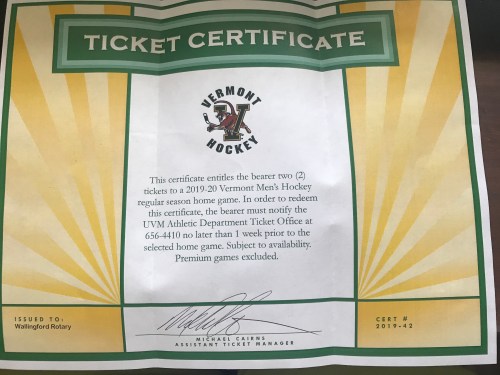 TICKET CERTIFICATE
VERMONT
V
HOCKEY
This certificate entitles the bearer two (2)
tickets to a 2019-20 Vermont Men's Hockey
regular season home game. In order to redeem
this certificate, the bearer must notify the
UVM Athletic Department Ticket Office at
656-4410 no later than 1 week prior to the
selected home game. Subject to availability.
Premium games excluded.
ISSUED TO:
Wallingford Rotary
MICHAEL CAIRNS
ASSISTANT TICKET MANAGER
CERT #
2019-42